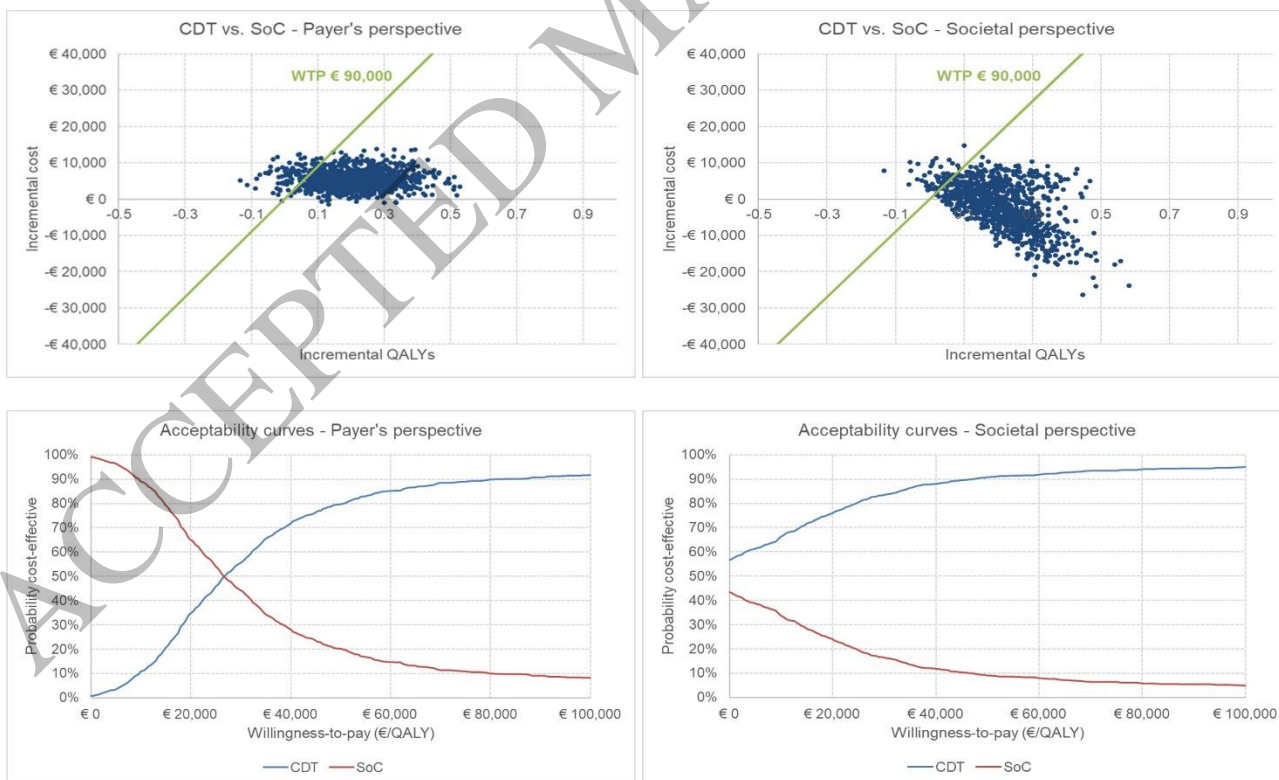 CDT vs. SoC - Payer's perspective
€ 40,000
€ 30,000
€ 20,000
€ 10,000
€ 0
-€ 10,000
-€ 20,000
-€ 30,000
-€ 40,000
-0.5 -0.3 -0.1 0.1 0.3 0.5 0.7 0.9
WTP € 90,000
Incremental cost
Incremental QALYs
CDT vs. SoC - Societal perspective
€ 40,000
€ 30,000
€ 20,000
€ 10,000
€ 0
-€ 10,000
-€ 20,000
-€ 30,000
-€ 40,000
-0.5 -0.3 -0.1 0.5 0.7 0.9
WTP € 90,000
Incremental cost
Incremental QALYs
Acceptability curves - Payer's perspective
100%
90%
80%
70%
60%
50%
40%
30%
20%
10%
0%
€ 0 € 20,000 € 40,000 € 60,000 € 80,000 € 100,000
Probability cost-effective
Willingness-to-pay (€/QALY)
CDT SoC
Acceptability curves - Societal perspective
100%
90%
80%
70%
60%
50%
40%
30%
20%
10%
0%
€ 0 € 20,000 € 40,000 € 60,000 € 80,000 € 100,000
Probability cost-effective
Willingness-to-pay (€/QALY)
CDT SoC
ACCEPTED M